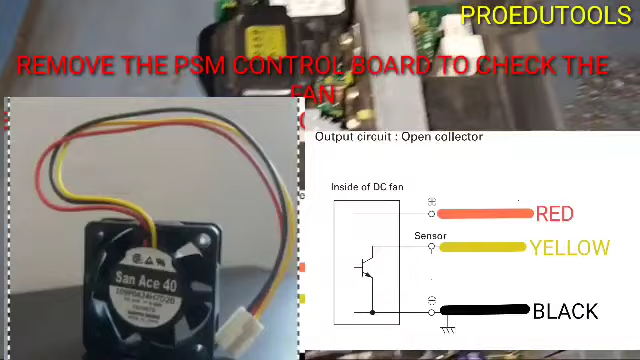 PROEDUTOOLS
REMOVE THE PSM CONTROL BOARD TO CHECK THE
FAN
Output circuit : Open collector
Inside of DC fan
RED
Sensor
YELLOW
BLACK
San Ace 40